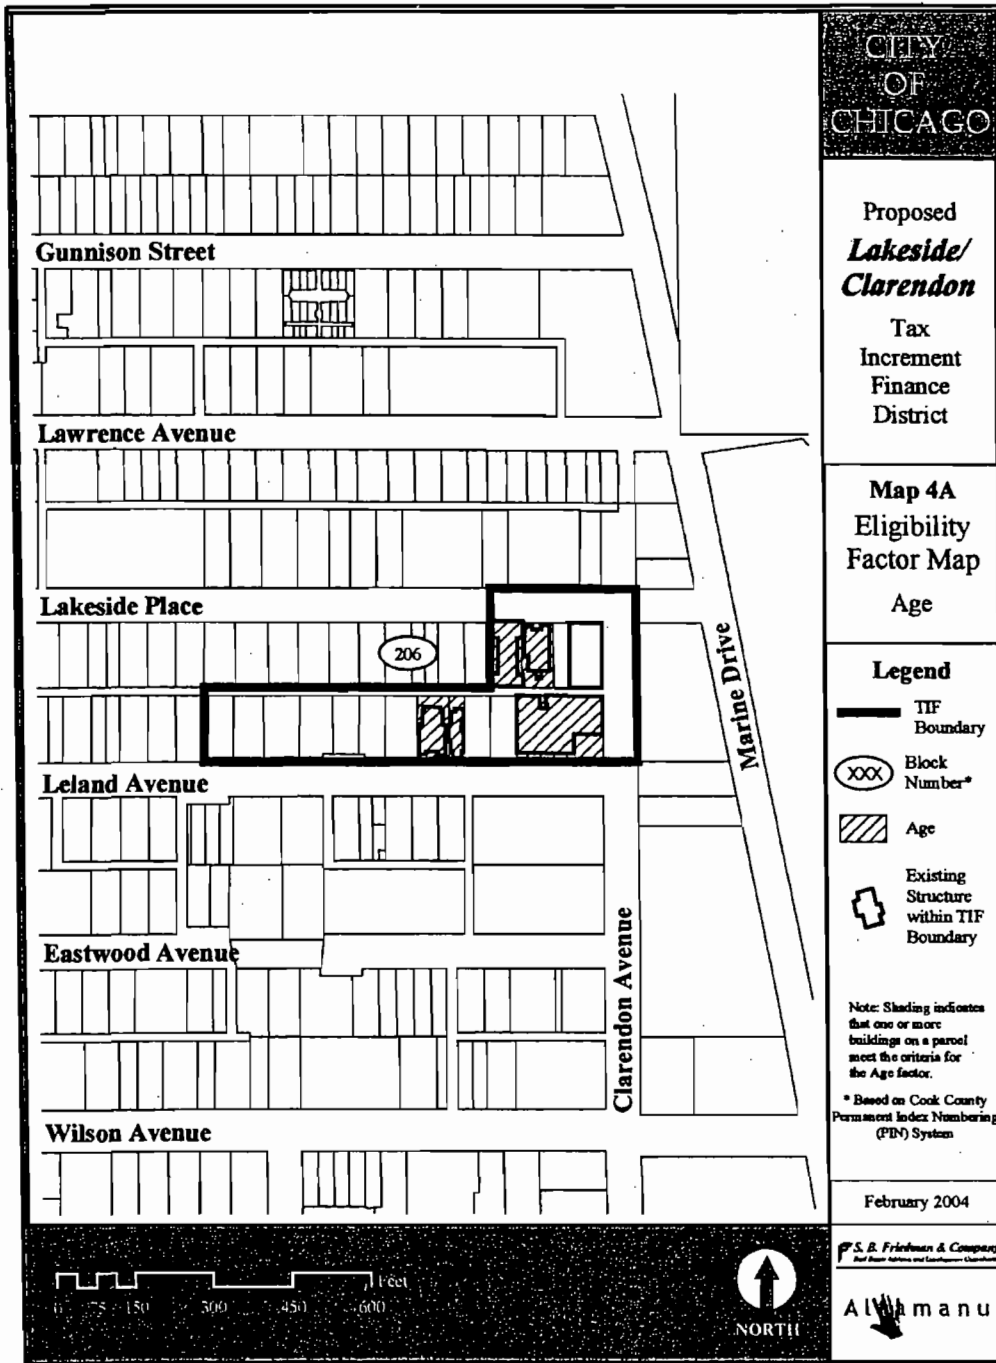 CITY
OF
CHICAGO
Proposed
Lakeside/
Clarendon
Tax
Increment
Finance
District
Map 4A
Eligibility
Factor Map
Age
Legend
TIF
Boundary
XXX
Block
Number*
Age
Existing
Structure
within TIF
Boundary
Note: Shading indicates
that one or more
buildings on a parcel
meet the criteria for
the Age factor.
* Based on Cook County
Permanent Index Numbering
(PIN) System
February 2004
S. B. Friedman & Company
Gunnison Street
Lawrence Avenue
Lakeside Place
206
Marine Drive
Leland Avenue
Eastwood Avenue
Clarendon Avenue
Wilson Avenue
0 75 150 300 450 600
Feet
NORTH